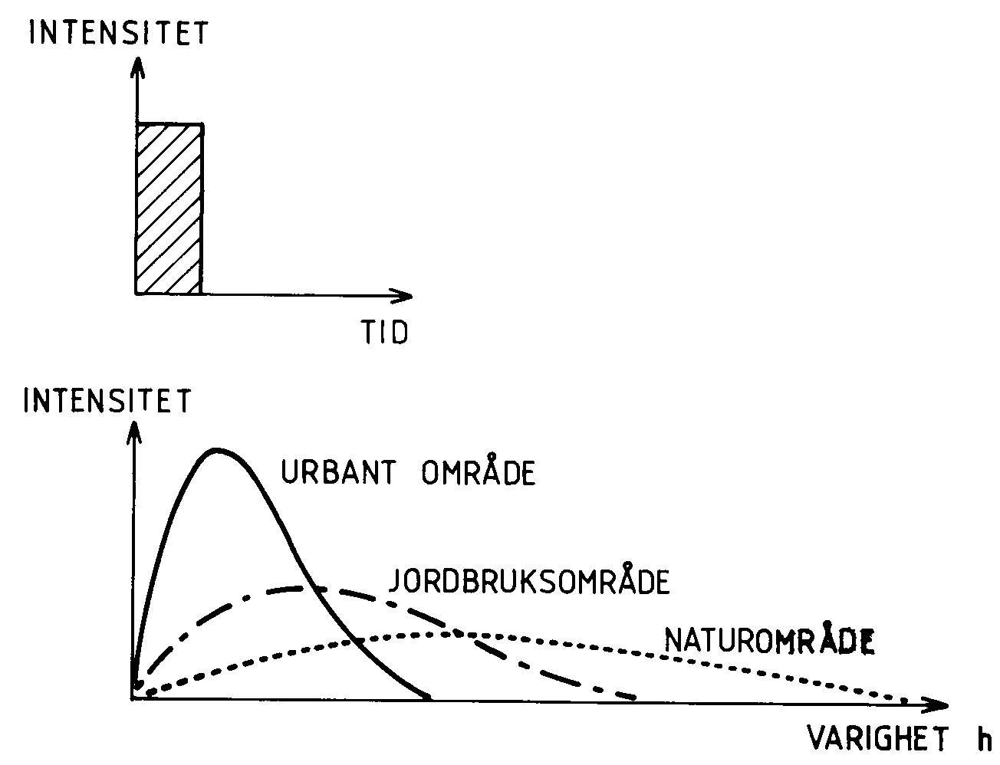 INTENSITET
TID
INTENSITET
URBANT OMRÅDE
JORDBRUKSOMRÅDE
NATUROMRÅDE
VARIGHET h